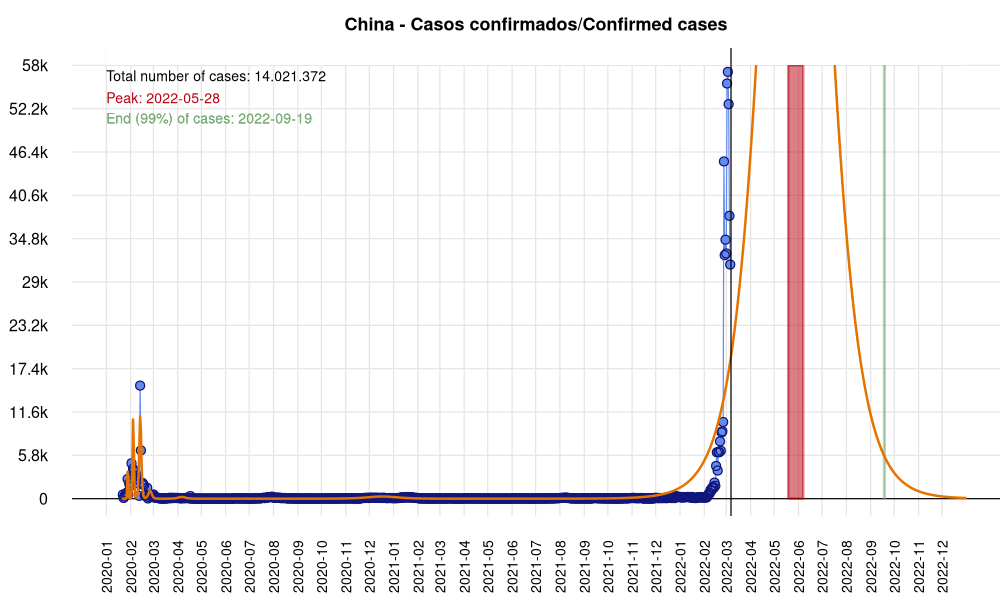 China - Casos confirmados/Confirmed cases
Total number of cases: 14.021.372
Peak: 2022-05-28
End (99%) of cases: 2022-09-19
58k
52.2k
46.4k
40.6k
34.8k
29k
23.2k
17.4k
11.6k
5.8k
0
2020-01
2020-02
2020-03
2020-04
2020-05
2020-06
2020-07
2020-08
2020-09
2020-10
2020-11
2020-12
2021-01
2021-02
2021-03
2021-04
2021-05
2021-06
2021-07
2021-08
2021-09
2021-10
2021-11
2021-12
2022-01
2022-02
2022-03
2022-04
2022-05
2022-06
2022-07
2022-08
2022-09
2022-10
2022-11
2022-12